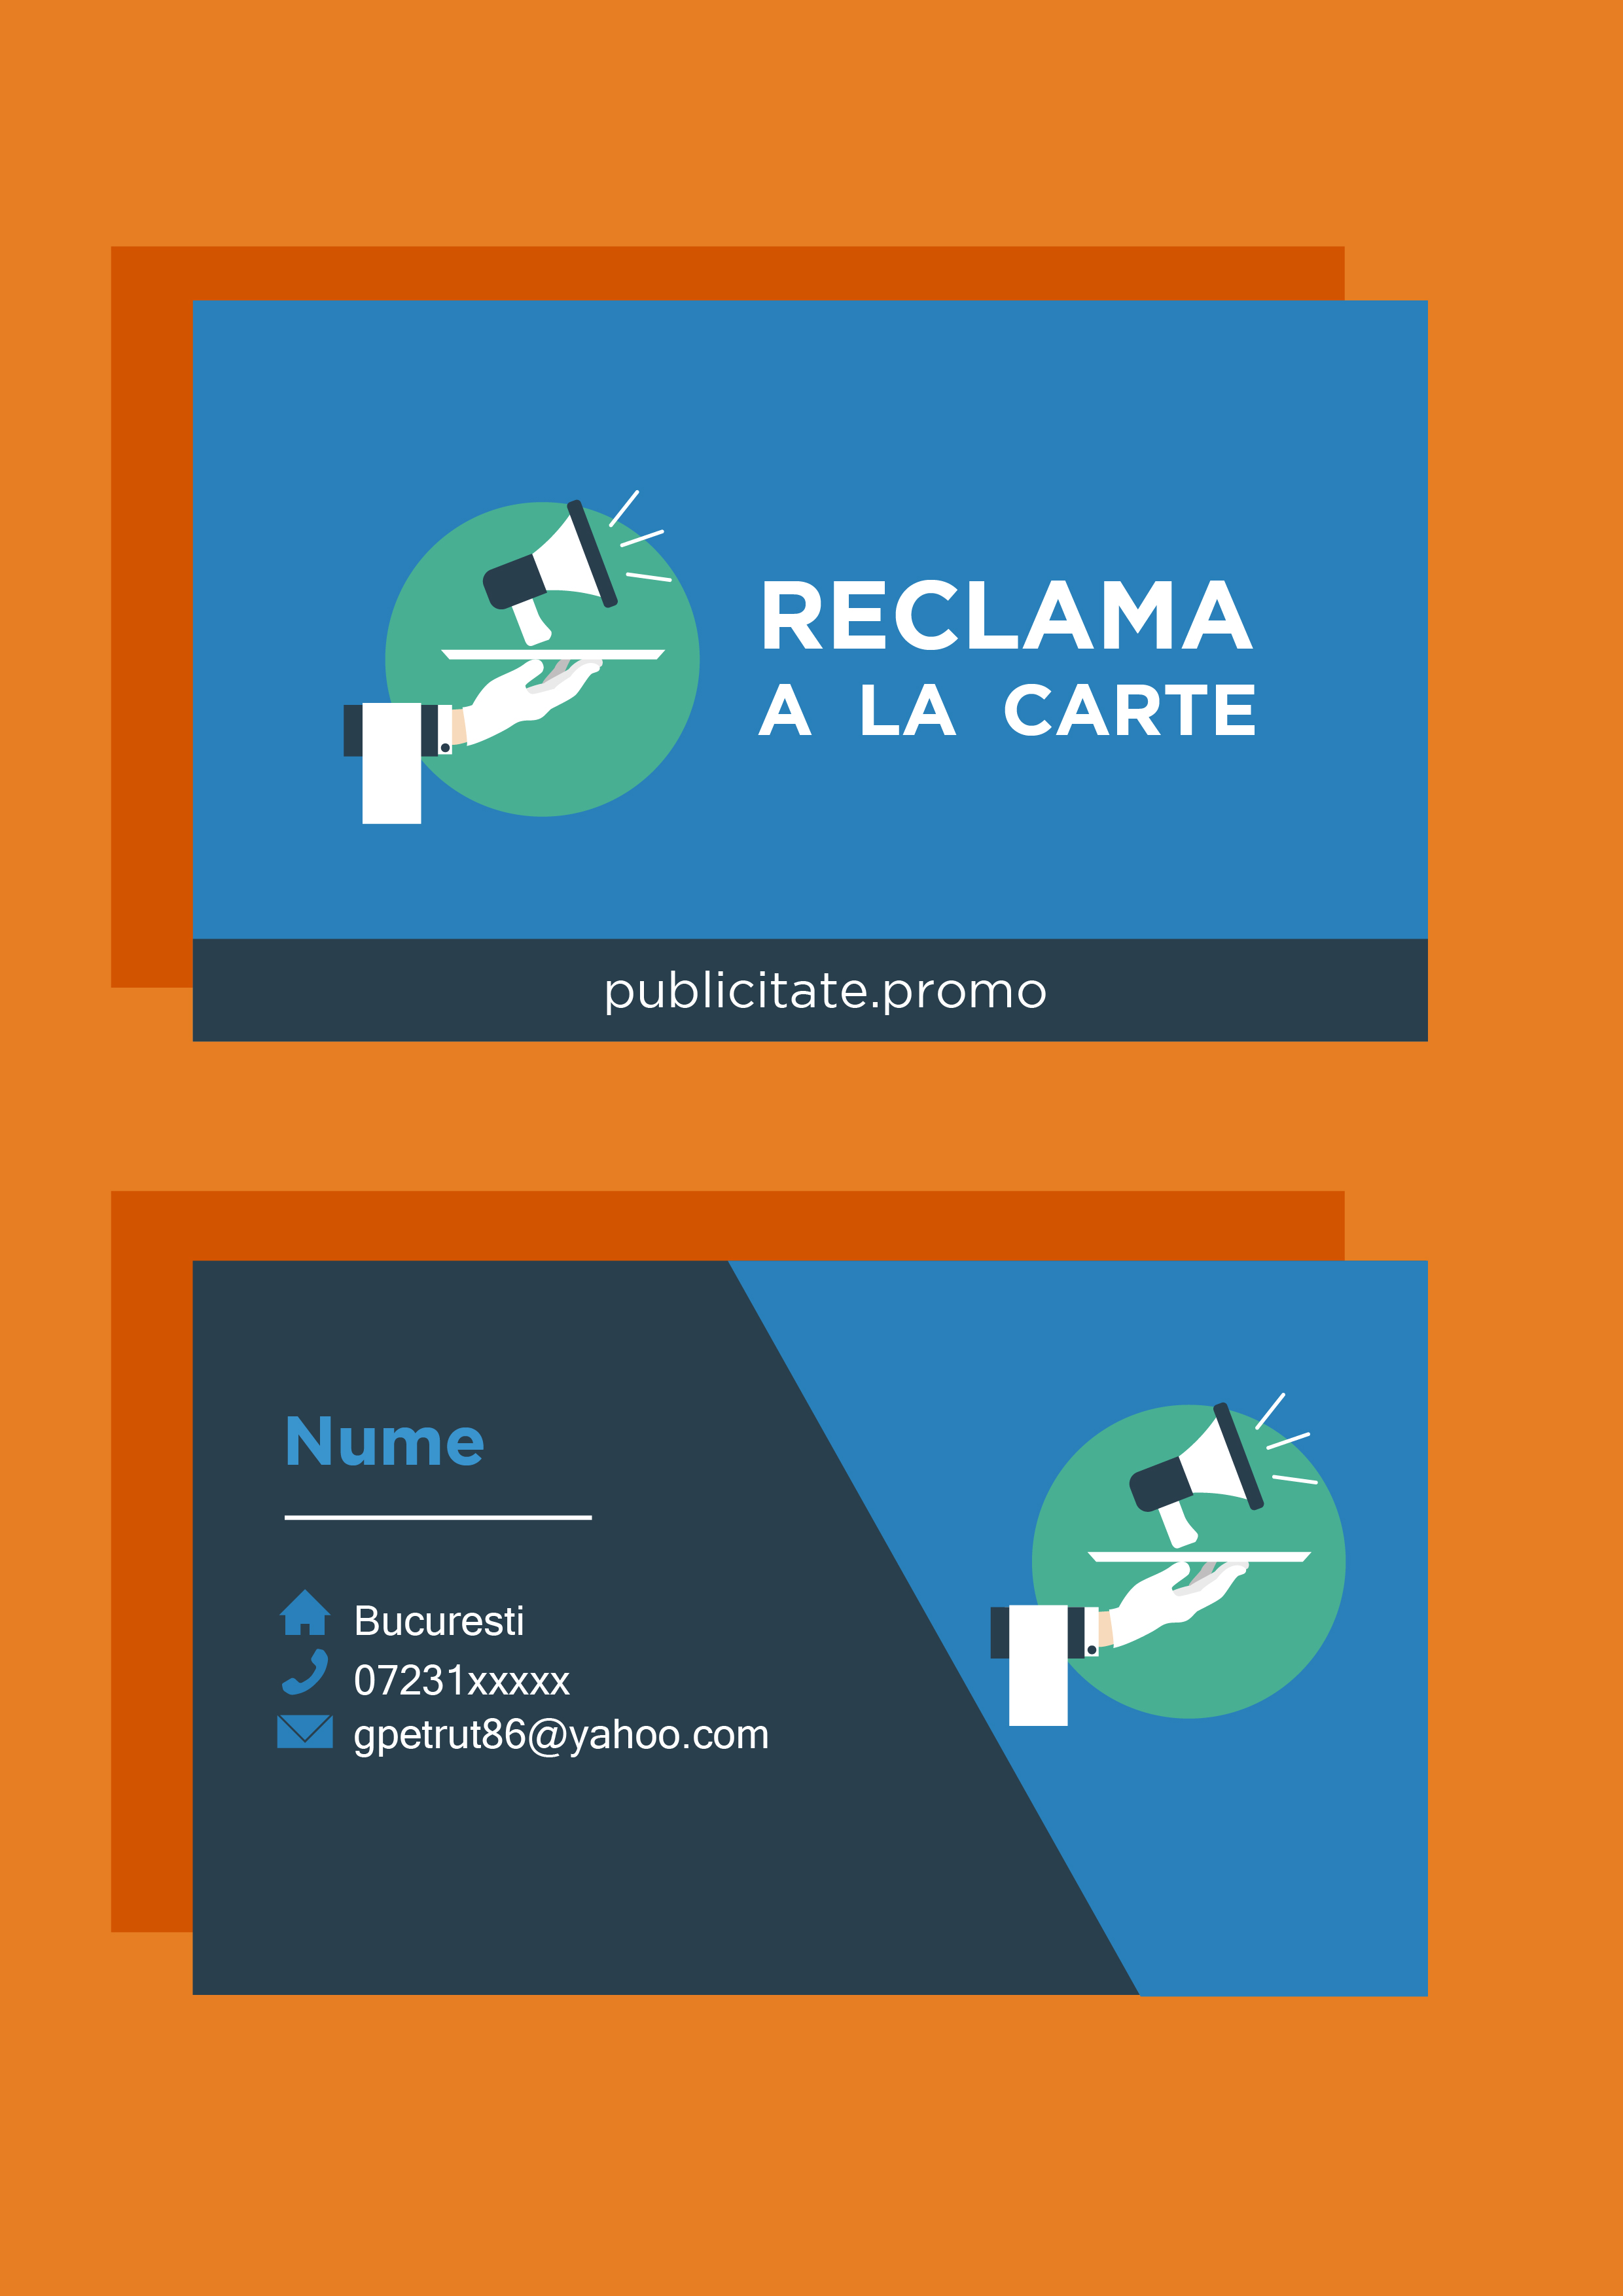 RECLAMA
A LA CARTE
publicitate.promo
Nume
Bucuresti
07231xxxxx
gpetrut86@yahoo.com